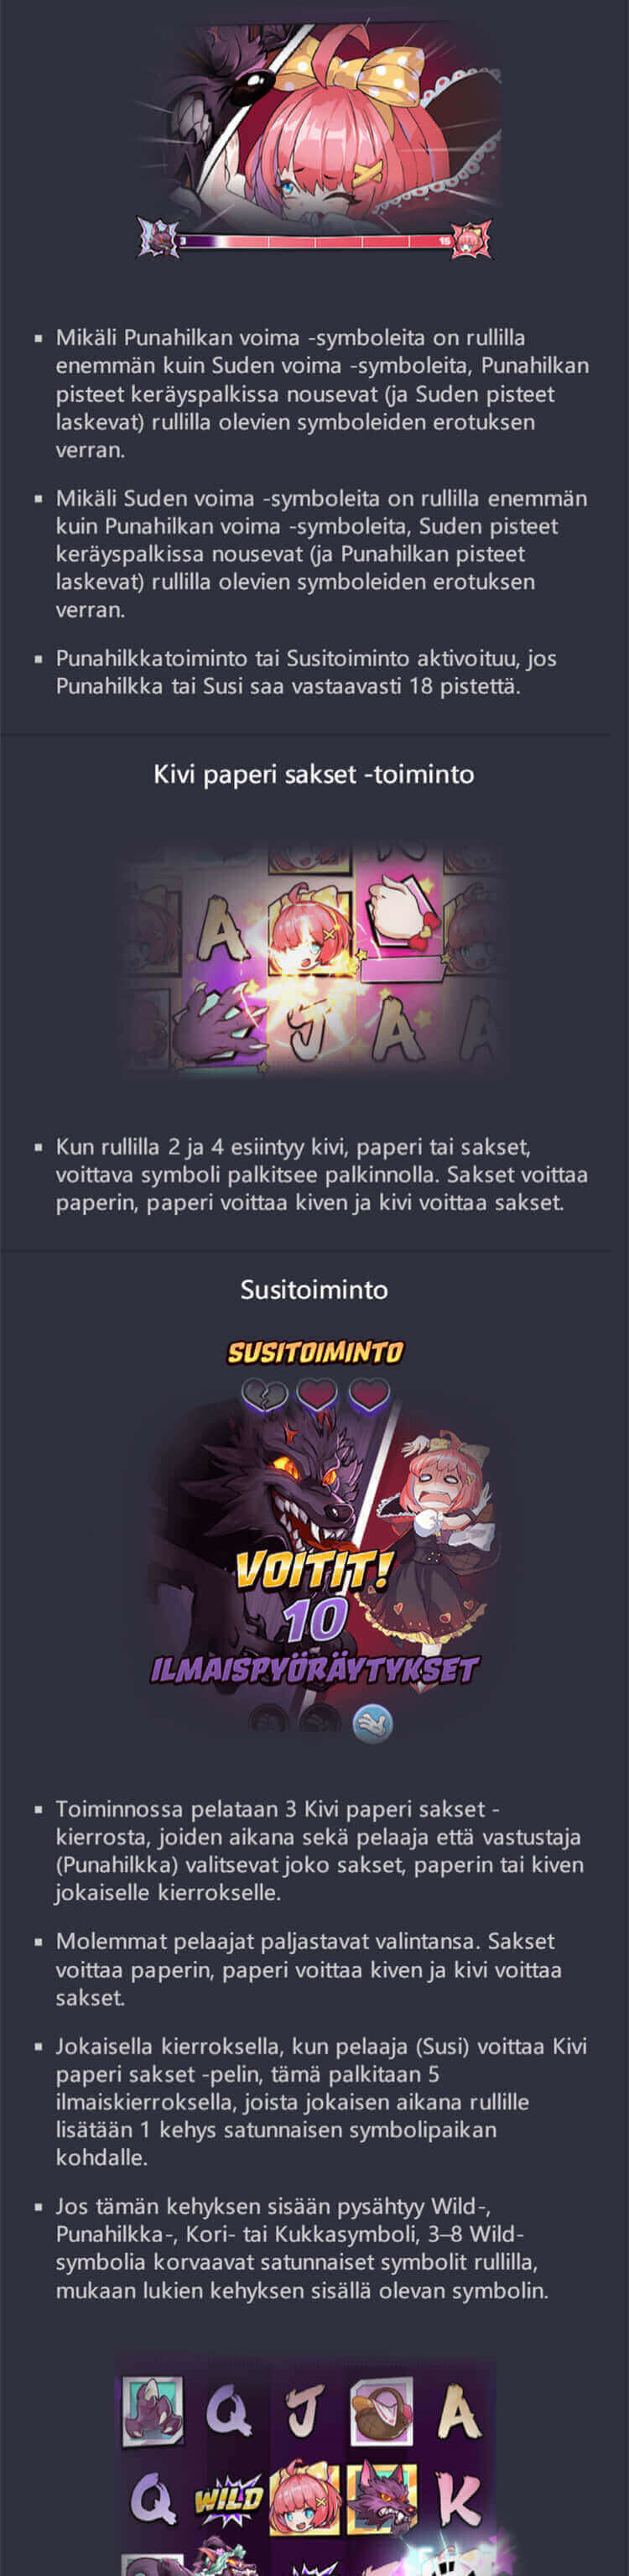 3
15
Mikäli Punahilkan voima -symboleita on rullilla
enemmän kuin Suden voima -symboleita, Punahilkan
pisteet keräyspalkissa nousevat (ja Suden pisteet
laskevat) rullilla olevien symboleiden erotuksen
verran.
Mikäli Suden voima -symboleita on rullilla enemmän
kuin Punahilkan voima -symboleita, Suden pisteet
keräyspalkissa nousevat (ja Punahilkan pisteet
laskevat) rullilla olevien symboleiden erotuksen
verran.
Punahilkkatoiminto tai Susitoiminto aktivoituu, jos
Punahilkka tai Susi saa vastaavasti 18 pistettä.
Kivi paperi sakset -toiminto
A
J A A
Kun rullilla 2 ja 4 esiintyy kivi, paperi tai sakset,
voittava symboli palkitsee palkinnolla. Sakset voittaa
paperin, paperi voittaa kiven ja kivi voittaa sakset.
Susitoiminto
SUSITOIMINTO
VOITIT!
10
ILMAISPYÖRÄYTYKSET
Toiminnossa pelataan 3 Kivi paperi sakset -
kierrosta, joiden aikana sekä pelaaja että vastustaja
(Punahilkka) valitsevat joko sakset, paperin tai kiven
jokaiselle kierrokselle.
Molemmat pelaajat paljastavat valintansa. Sakset
voittaa paperin, paperi voittaa kiven ja kivi voittaa
sakset.
Jokaisella kierroksella, kun pelaaja (Susi) voittaa Kivi
paperi sakset -pelin, tämä palkitaan 5
ilmaiskierroksella, joista jokaisen aikana rullille
lisätään 1 kehys satunnaisen symbolipaikan
kohdalle.
Jos tämän kehyksen sisään pysähtyy Wild-,
Punahilkka-, Kori- tai Kukkasymboli, 3–8 Wild-
symbolia korvaavat satunnaiset symbolit rullilla,
mukaan lukien kehyksen sisällä olevan symbolin.
Q J A
Q WILD K